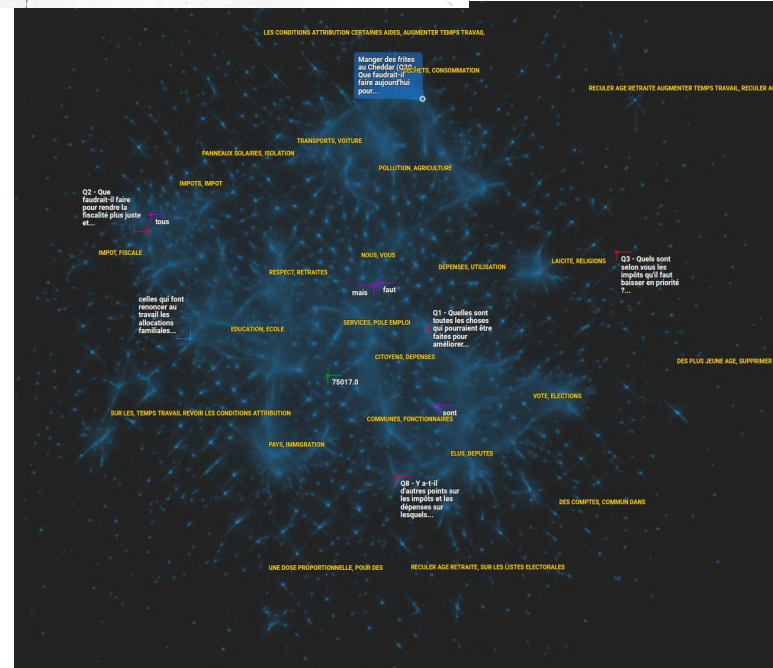 LES CONDITIONS ATTRIBUTION CERTAINES AIDES, AUGMENTER TEMPS TRAVAIL
Manger des frites
au Cheddar
Que faudrait-il
faire aujourd'hui
pour...
CHETS, CONSOMMATION
RECULER AGE RETRAITE AUGMENTER TEMPS TRAVAIL, RECULER A
TRANSPORTS, VOITURE
PANNEAUX SOLAIRES, ISOLATION
POLLUTION, AGRICULTURE
IMPOTS, IMPOT
Q2 - Que
faudrait-il faire
pour rendre la
fiscalité plus juste
et...
tous
IMPOT, FISCALE
NOUS, VOUS
RESPECT, RETRAITES
DEPENSES, UTILISATION
LAICITE, RELIGIONS
Q3 - Quels sont
selon vous les
impôts qu'il faut
baisser en priorité
?...
mais
faut
celles qui font
renoncer au
travail les
allocations
familiales...
EDUCATION, ECOLE
SERVICES, POLE EMPLOI
Q1 - Quelles sont
toutes les choses
qui pourraient être
faites pour
améliorer...
CITOYENS, DEPENSES
DES PLUS JEUNE AGE, SUPPRIMER
75017.0
VOTE, ELECTIONS
SUR LES, TEMPS TRAVAIL REVOIR LES CONDITIONS ATTRIBUTION
sont
COMMUNES, FONCTIONNAIRES
PAYS, IMMIGRATION
ELUS, DEPUTES
Q8 - Y a-t-il
d'autres points sur
les impôts et les
dépenses sur
lesquels...
DES COMPTES, COMMUN DANS
UNE DOSE PROPORTIONNELLE, POUR DES
RECULER AGE RETRAITE, SUR LES LISTES ELECTORALES